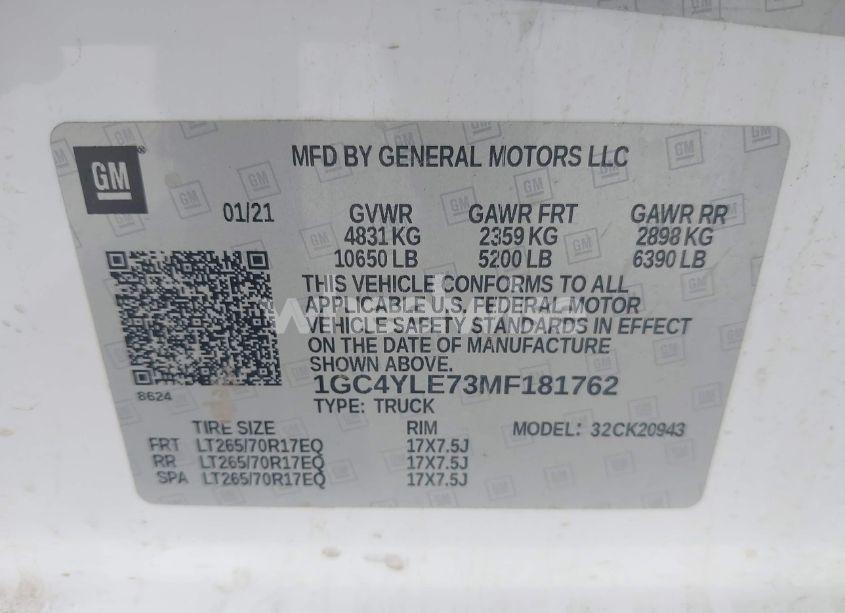 GM
MFD BY GENERAL MOTORS LLC
01/21 GVWR GAWR FRT GAWR RR
4831 KG 2359 KG 2898 KG
10650 LB 5200 LB 6390 LB
THIS VEHICLE CONFORMS TO ALL
APPLICABLE U.S. FEDERAL MOTOR
VEHICLE SAFETY STANDARDS IN EFFECT
ON THE DATE OF MANUFACTURE
SHOWN ABOVE.
8624
1GC4YLE73MF181762
TYPE: TRUCK
TIRE SIZE RIM MODEL: 32CK20943
FRT LT265/70R17EQ 17X7.5J
RR LT265/70R17EQ 17X7.5J
SPA LT265/70R17EQ 17X7.5J